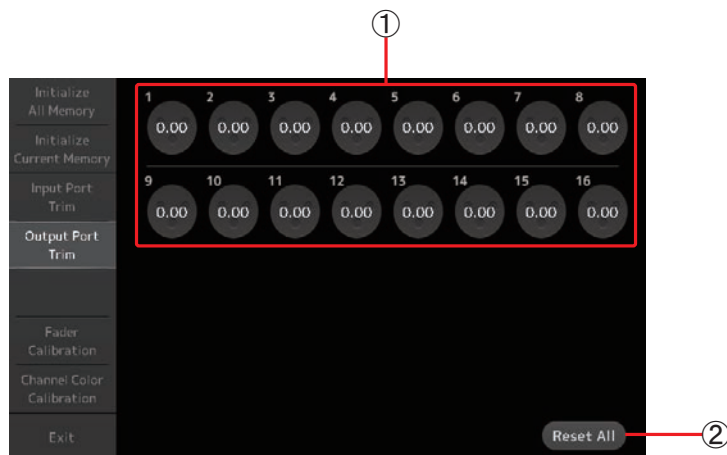 ①
Initialize
All Memory
Initialize
Current Memory
Input Port
Trim
Output Port
Trim
Fader
Calibration
Channel Color
Calibration
Exit
1 2 3 4 5 6 7 8
0.00 0.00 0.00 0.00 0.00 0.00 0.00 0.00
9 10 11 12 13 14 15 16
0.00 0.00 0.00 0.00 0.00 0.00 0.00 0.00
Reset All
②